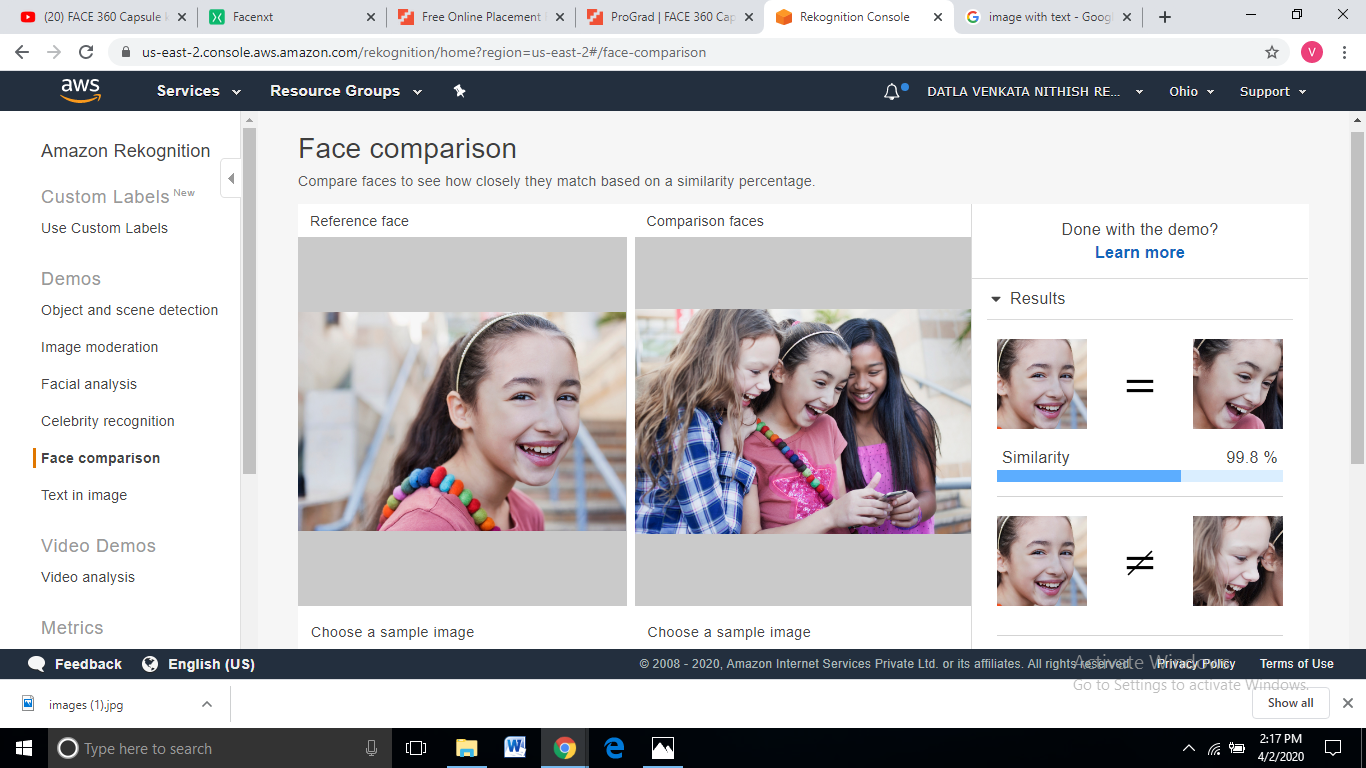 (20) FACE 360 Capsule
Facenxt
Free Online Placement
ProGrad | FACE 360 Cap
Rekognition Console
image with text - Goog
us-east-2.console.aws.amazon.com/rekognition/home?region=us-east-2#/face-comparison
V
aws
Services
Resource Groups
DATLA VENKATA NITHISH RE...
Ohio
Support
Amazon Rekognition
Custom Labels New
Use Custom Labels
Demos
Object and scene detection
Image moderation
Facial analysis
Celebrity recognition
Face comparison
Text in image
Video Demos
Video analysis
Metrics
Face comparison
Compare faces to see how closely they match based on a similarity percentage.
Reference face
Comparison faces
Choose a sample image
Choose a sample image
Done with the demo?
Learn more
Results
=
Similarity 99.8 %
≠
Feedback
English (US)
© 2008 - 2020, Amazon Internet Services Private Ltd. or its affiliates. All rights reserved.
Privacy Policy
Terms of Use
Activate Windows
Go to Settings to activate Windows.
images (1).jpg
Show all
Type here to search
2:17 PM
4/2/2020